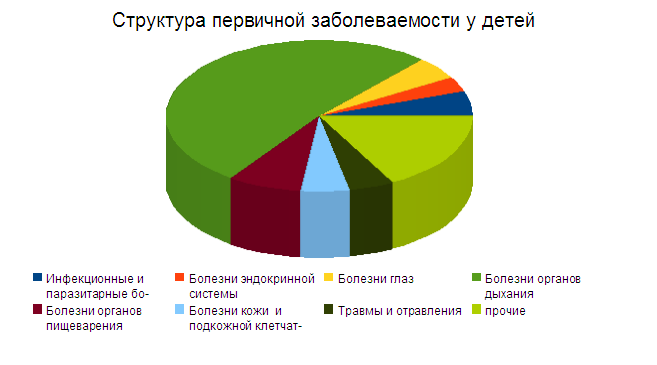 Структура первичной заболеваемости у детей
Инфекционные и
паразитарные бо-
Болезни эндокринной
системы
Болезни глаз
Болезни органов
дыхания
Болезни органов
пищеварения
Болезни кожи и
подкожной клетчат-
Травмы и отравления
прочие